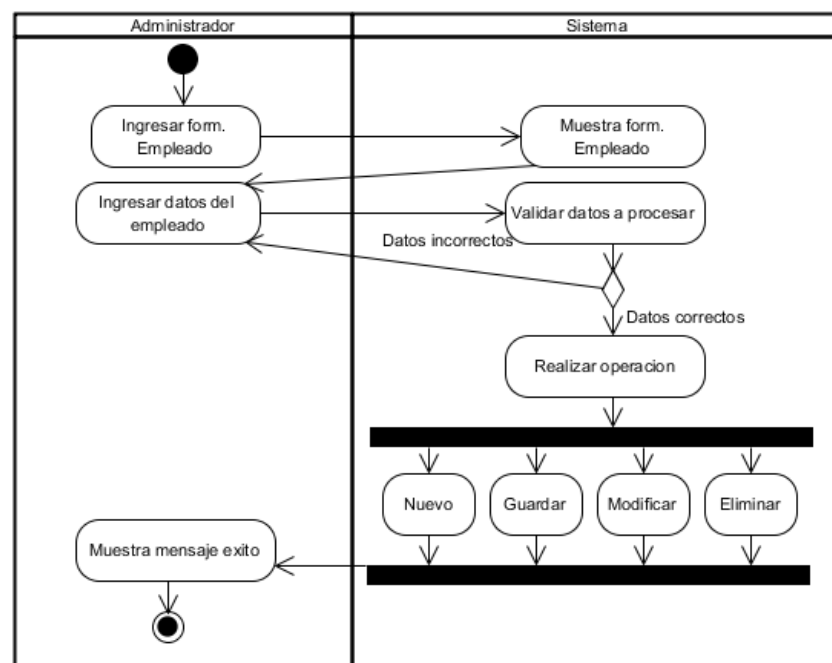 Administrador
Sistema
Ingresar form.
Empleado
Muestra form.
Empleado
Ingresar datos del
empleado
Validar datos a procesar
Datos incorrectos
Datos correctos
Realizar operacion
Nuevo
Guardar
Modificar
Eliminar
Muestra mensaje exito